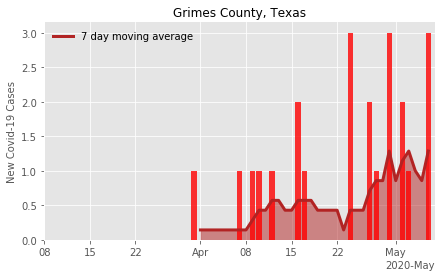 Grimes County, Texas
7 day moving average
New Covid-19 Cases
3.0
2.5
2.0
1.5
1.0
0.5
0.0
08 15 22 Apr 08 15 22 May
2020-May